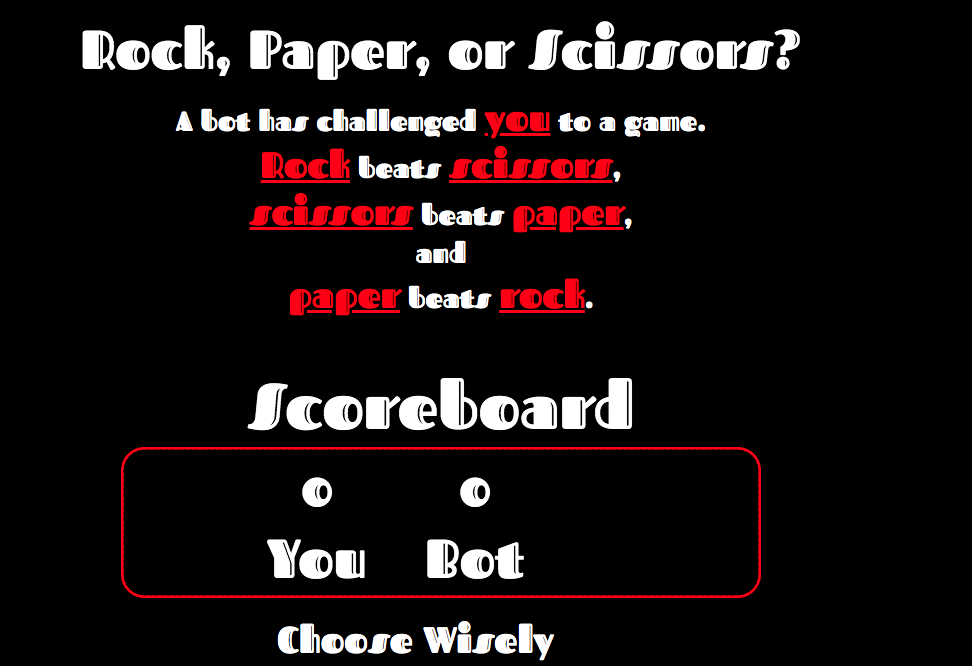 Rock, Paper, or Scissors?
A bot has challenged you to a game.
Rock beats scissors,
scissors beats paper,
and
paper beats rock.
Scoreboard
0 0
You Bot
Choose Wisely